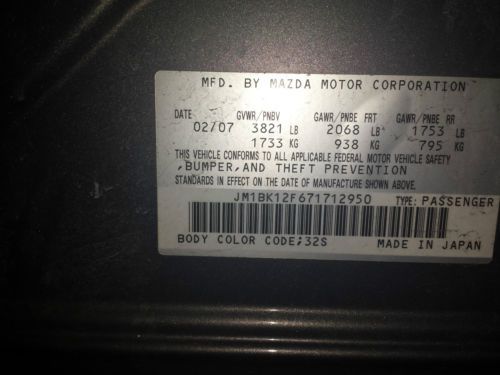 MFD. BY MAZDA MOTOR CORPORATION
DATE GVWR/PNBV GAWR/PNBE FRT GAWR/PNBE RR
02/07 3821 LB 2068 LB 1753 LB
1733 KG 938 KG 795 KG
THIS VEHICLE CONFORMS TO ALL APPLICABLE FEDERAL MOTOR VEHICLE SAFETY
,BUMPER,AND THEFT PREVENTION
STANDARDS IN EFFECT ON THE DATE OF MANUFACTURE SHOWN ABOVE.
JM1BK12F671712950 TYPE: PASSENGER
BODY COLOR CODE;32S MADE IN JAPAN